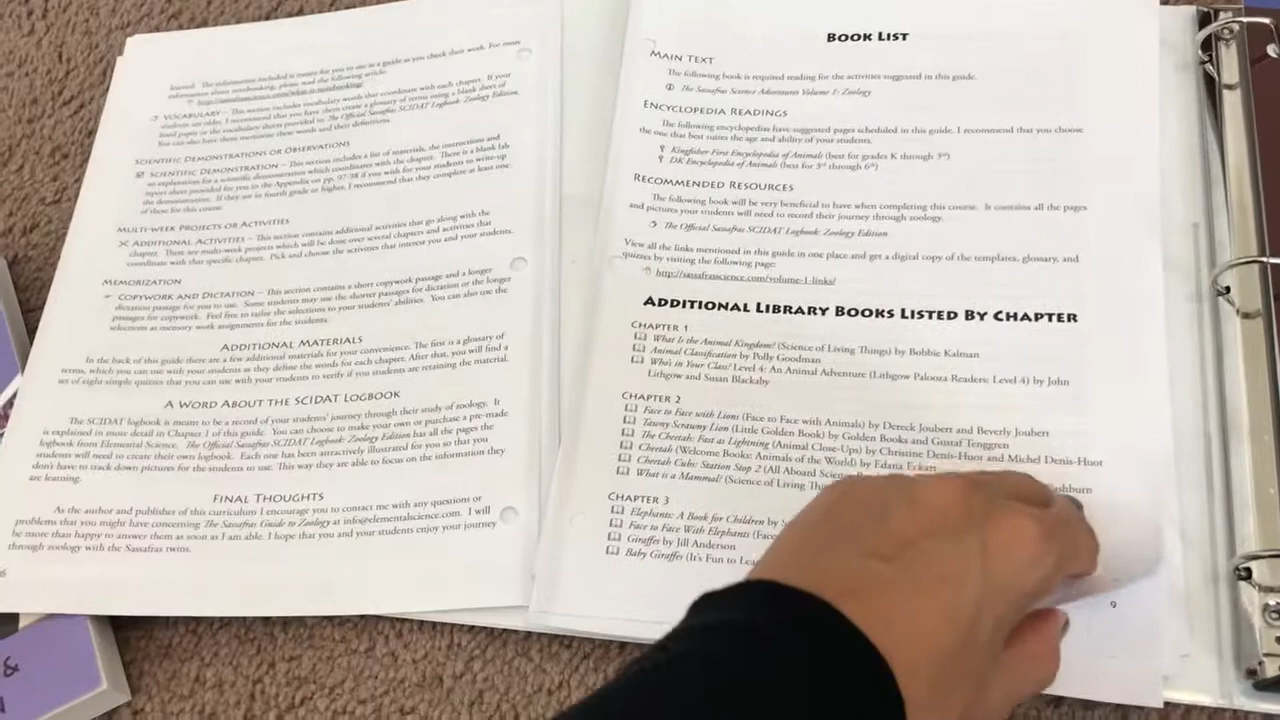 learned. The information included is meant for you to use as a guide as you check their work. For more
information about notebooking, please read the following article:
http://sassafrasscience.com/what-is-notebooking/
VOCABULARY – This section includes vocabulary words that coordinate with each chapter. If your
students are older, I recommend that you have them create a glossary of terms using a blank sheet of
lined paper or the vocabulary sheets provided in The Official Sassafras SCIDAT Logbook: Zoology Edition.
You can also have them memorize these words and their definitions.
SCIENTIFIC DEMONSTRATIONS OR OBSERVATIONS
SCIENTIFIC DEMONSTRATION – This section includes a list of materials, the instructions and
an explanation for a scientific demonstration which coordinates with the chapter. There is a blank lab
report sheet provided for you in the Appendix on pp. 97-98 if you wish for your students to write-up
the demonstration. If they are in fourth grade or higher, I recommend that they complete at least one
of these for this course.
MULTI-WEEK PROJECTS OR ACTIVITIES
ADDITIONAL ACTIVITIES – This section contains additional activities that go along with the
chapter. There are multi-week projects which will be done over several chapters and activities that
coordinate with that specific chapter. Pick and choose the activities that interest you and your students.
MEMORIZATION
COPYWORK AND DICTATION – This section contains a short copywork passage and a longer
dictation passage for you to use. Some students may use the shorter passages for dictation or the longer
passages for copywork. Feel free to tailor the selections to your students' abilities. You can also use the
selections as memory work assignments for the students.
ADDITIONAL MATERIALS
In the back of this guide there are a few additional materials for your convenience. The first is a glossary of
terms, which you can use with your students as they define the words for each chapter. After that, you will find a
set of eight simple quizzes that you can use with your students to verify if you students are retaining the material.
A WORD ABOUT THE SCIDAT LOGBOOK
The SCIDAT logbook is meant to be a record of your students' journey through their study of zoology. It
is explained in more detail in Chapter 1 of this guide. You can choose to make your own or purchase a pre-made
logbook from Elemental Science. The Official Sassafras SCIDAT Logbook: Zoology Edition has all the pages the
students will need to create their own logbook. Each one has been attractively illustrated for you so that you
don't have to track down pictures for the students to use. This way they are able to focus on the information they
are learning.
FINAL THOUGHTS
As the author and publisher of this curriculum I encourage you to contact me with any questions or
problems that you might have concerning The Sassafras Guide to Zoology at info@elementalscience.com. I will
be more than happy to answer them as soon as I am able. I hope that you and your students enjoy your journey
through zoology with the Sassafras twins.
6
&
BOOK LIST
MAIN TEXT
The following book is required reading for the activities suggested in this guide.
The Sassafras Science Adventures Volume 1: Zoology
ENCYCLOPEDIA READINGS
The following encyclopedias have suggested pages scheduled in this guide. I recommend that you choose
the one that best suites the age and ability of your students.
Kingfisher First Encyclopedia of Animals (best for grades K through 3rd)
DK Encyclopedia of Animals (best for 3rd through 6th)
RECOMMENDED RESOURCES
The following book will be very beneficial to have when completing this course. It contains all the pages
and pictures your students will need to record their journey through zoology.
The Official Sassafras SCIDAT Logbook: Zoology Edition
View all the links mentioned in this guide in one place and get a digital copy of the templates, glossary, and
quizzes by visiting the following page:
http://sassafrasscience.com/volume-1-links/
ADDITIONAL LIBRARY BOOKS LISTED BY CHAPTER
CHAPTER 1
What Is the Animal Kingdom? (Science of Living Things) by Bobbie Kalman
Animal Classification by Polly Goodman
Who's in Your Class? Level 4: An Animal Adventure (Lithgow Palooza Readers: Level 4) by John
Lithgow and Susan Blackaby
CHAPTER 2
Face to Face with Lions (Face to Face with Animals) by Dereck Joubert and Beverly Joubert
Tawny Scrawny Lion (Little Golden Book) by Golden Books and Gustaf Tenggren
The Cheetah: Fast as Lightning (Animal Close-Ups) by Christine Denis-Huot and Michel Denis-Huot
Cheetah (Welcome Books: Animals of the World) by Edana Eckart
Cheetah Cubs: Station Stop 2 (All Aboard Science
What is a Mammal? (Science of Living
CHAPTER 3
Elephants: A Book for Children by
Face to Face With Elephants (Face
Giraffes by Jill Anderson
Baby Giraffes (It's Fun to
9